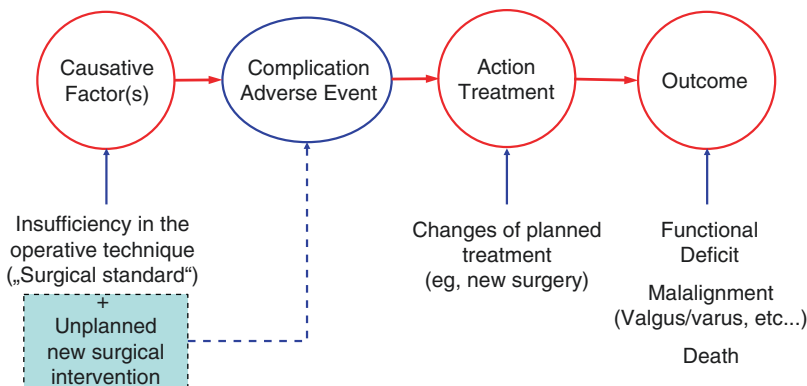 Causative
Factor(s)
Complication
Adverse Event
Action
Treatment
Outcome
Insufficiency in the
operative technique
(„Surgical standard“)
+
Unplanned
new surgical
intervention
Changes of planned
treatment
(eg, new surgery)
Functional
Deficit
Malalignment
(Valgus/varus, etc...)
Death